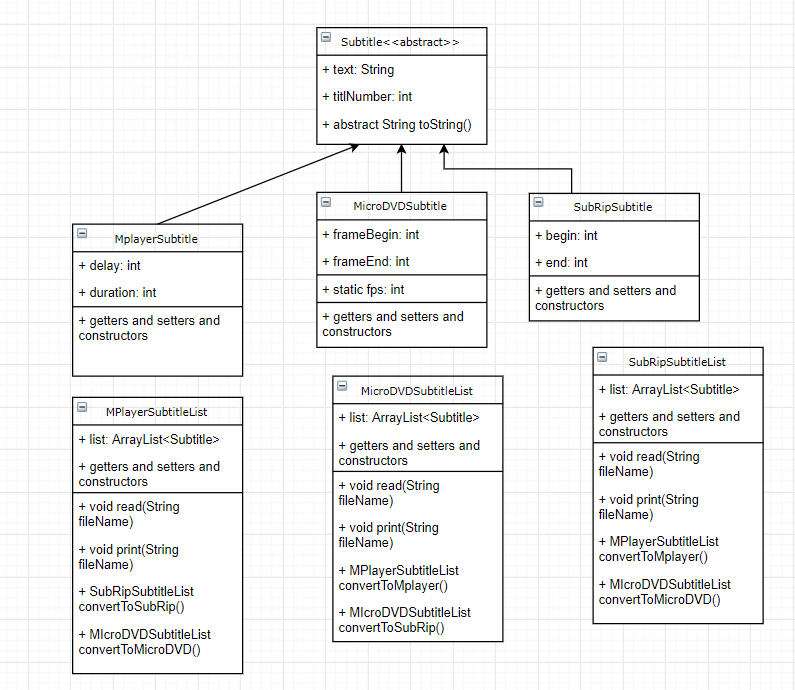 Subtitle<<abstract>>
+ text: String
+ titlNumber: int
+ abstract String toString()
MplayerSubtitle
+ delay: int
+ duration: int
+ getters and setters and
constructors
MicroDVDSubtitle
+ frameBegin: int
+ frameEnd: int
+ static fps: int
+ getters and setters and
constructors
SubRipSubtitle
+ begin: int
+ end: int
+ getters and setters and
constructors
MPlayerSubtitleList
+ list: ArrayList<Subtitle>
+ getters and setters and
constructors
+ void read(String
fileName)
+ void print(String
fileName)
+ SubRipSubtitleList
convertToSubRip()
+ MIcroDVDSubtitleList
convertToMicroDVD()
MicroDVDSubtitleList
+ list: ArrayList<Subtitle>
+ getters and setters and
constructors
+ void read(String
fileName)
+ void print(String
fileName)
+ MPlayerSubtitleList
convertToMplayer()
+ MIcroDVDSubtitleList
convertToSubRip()
SubRipSubtitleList
+ list: ArrayList<Subtitle>
+ getters and setters and
constructors
+ void read(String
fileName)
+ void print(String
fileName)
+ MPlayerSubtitleList
convertToMplayer()
+ MIcroDVDSubtitleList
convertToMicroDVD()